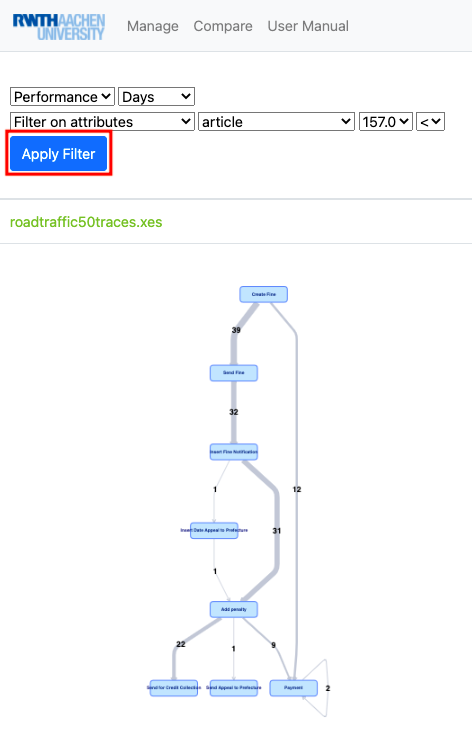 RWTH AACHEN UNIVERSITY Manage Compare User Manual
Performance Days
Filter on attributes article 157.0 <
Apply Filter
roadtraffic50traces.xes
Create Fine
39
Send Fine
32
Insert Fine Notification
1 12
Insert Date Appeal to Prefecture 31
1
Add penalty
22 1 9
Send for Credit Collection Send Appeal to Prefecture Payment 2